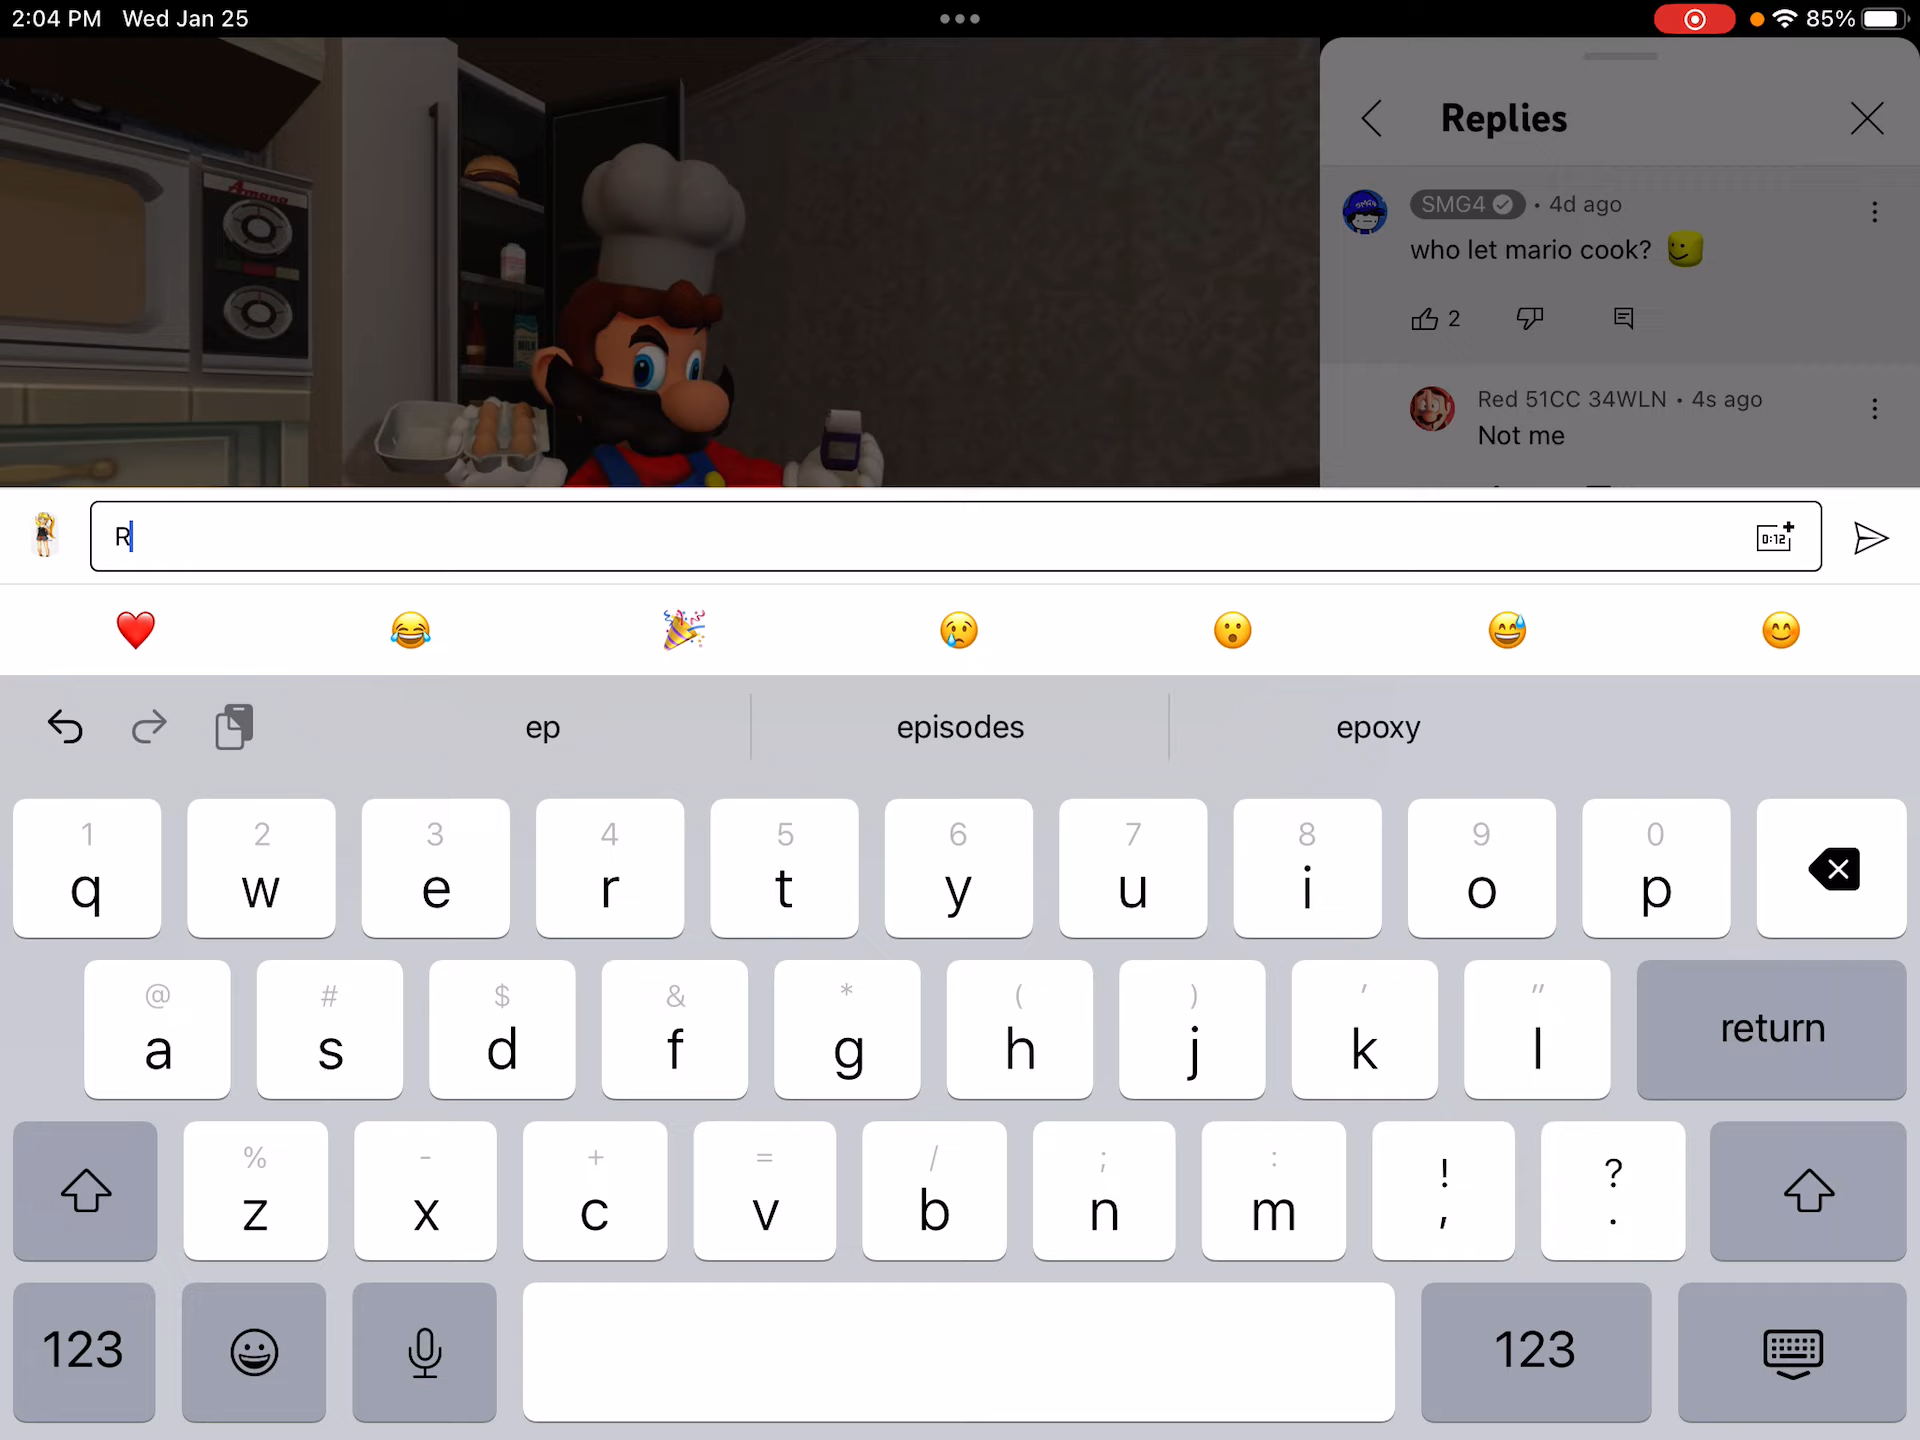 2:04 PM Wed Jan 25
85%
Amana
MILK
Replies
SMG4 • 4d ago
who let mario cook?
2
Red 51CC 34WLN • 4s ago
Not me
R
0:12
ep episodes epoxy
1 2 3 4 5 6 7 8 9 0
q w e r t y u i o p
@ # $ & * ( ) ' "
a s d f g h j k l return
% - + = / ; : ! ?
z x c v b n m , .
123 123